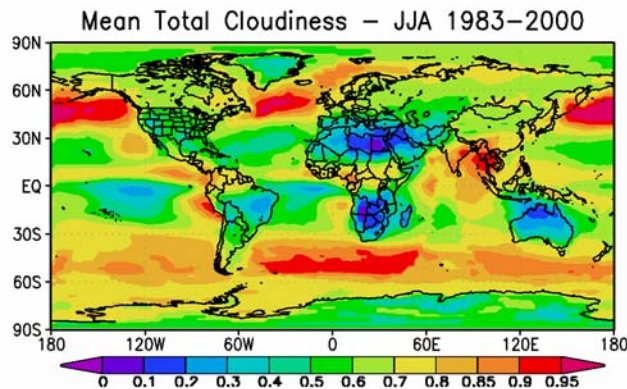 Mean Total Cloudiness – JJA 1983–2000
90N
60N
30N
EQ
30S
60S
90S
180 120W 60W 0 60E 120E 180
0 0.1 0.2 0.3 0.4 0.5 0.6 0.7 0.8 0.85 0.9 0.95